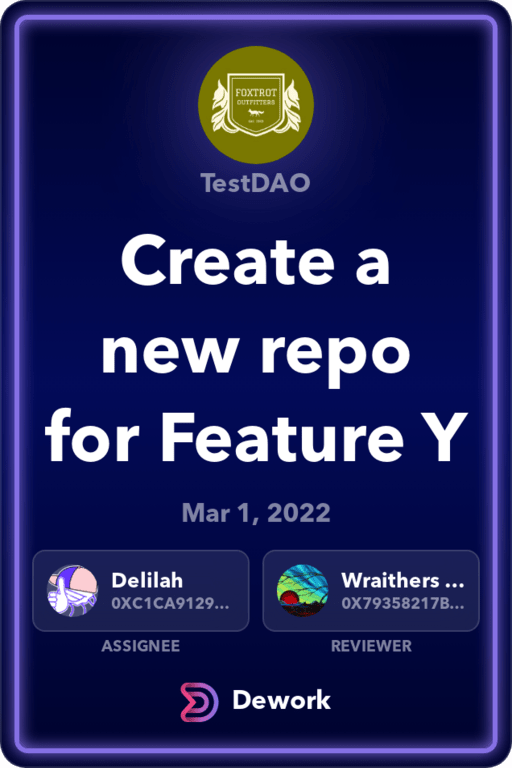 FOXTROT
OUTFITTERS
TestDAO
Create a
new repo
for Feature Y
Mar 1, 2022
Delilah
0XC1CA9129...
Wraithers ...
0X79358217B...
ASSIGNEE
REVIEWER
Dework